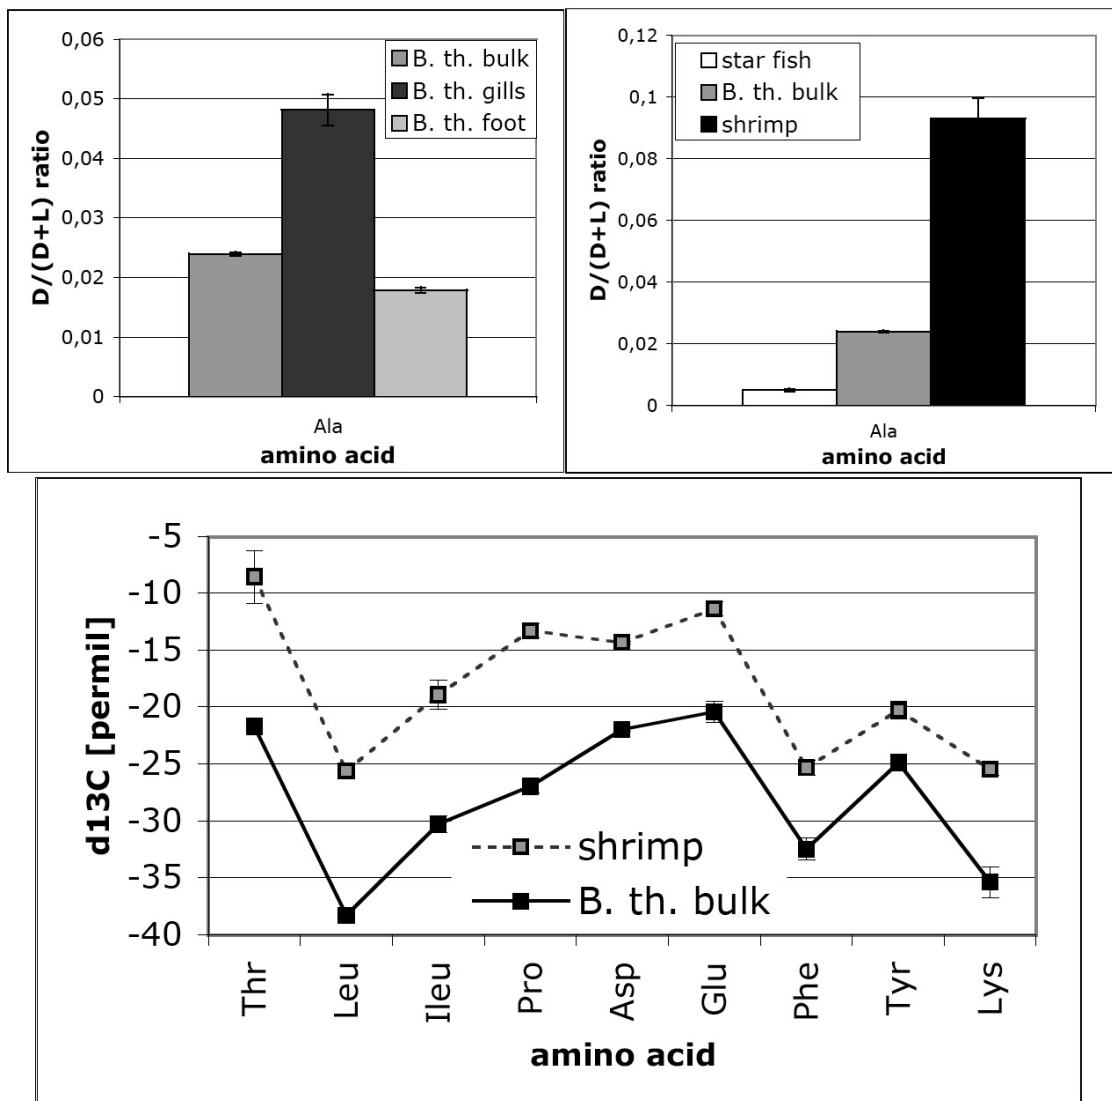 0,06
0,05
0,04
0,03
0,02
0,01
0
D/(D+L) ratio
B. th. bulk
B. th. gills
B. th. foot
Ala
amino acid
0,12
0,1
0,08
0,06
0,04
0,02
0
D/(D+L) ratio
star fish
B. th. bulk
shrimp
Ala
amino acid
-5
-10
-15
-20
-25
-30
-35
-40
d13C [permil]
shrimp
B. th. bulk
Thr
Leu
Ileu
Pro
Asp
Glu
Phe
Tyr
Lys
amino acid